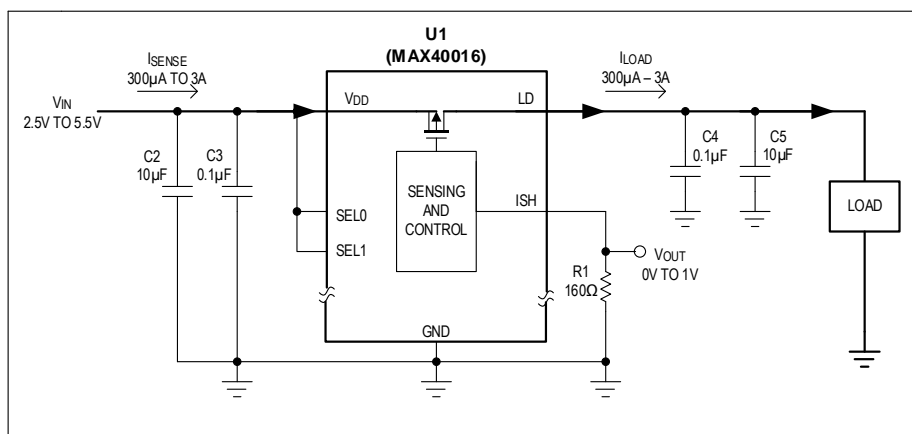 U1
(MAX40016)
ISENSE
300µA TO 3A
ILOAD
300µA – 3A
VIN
2.5V TO 5.5V
VDD
LD
C2
10µF
C3
0.1µF
C4
0.1µF
C5
10µF
SEL0
SEL1
SENSING
AND
CONTROL
ISH
LOAD
VOUT
0V TO 1V
R1
160Ω
GND